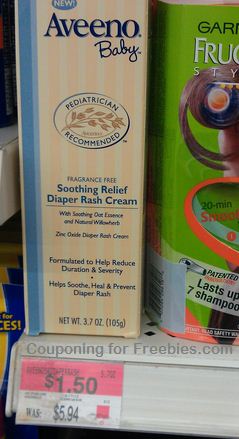 NEW!
Aveeno
Baby
PEDIATRICIAN
Aveeno
RECOMMENDED
FRAGRANCE FREE
Soothing Relief
Diaper Rash Cream
With Soothing Oat Essence
and Natural Willowherb
Zinc Oxide Diaper Rash Cream
Formulated to Help Reduce
Duration & Severity
Helps Soothe, Heal & Prevent
Diaper Rash
NET WT. 3.7 OZ. (105g)
GARN
FRUC
STY
20-min
Smoo
PATENTED
Lasts up
7 shampoo
Couponing for Freebies.com
$1.50
WAS:
$5.94